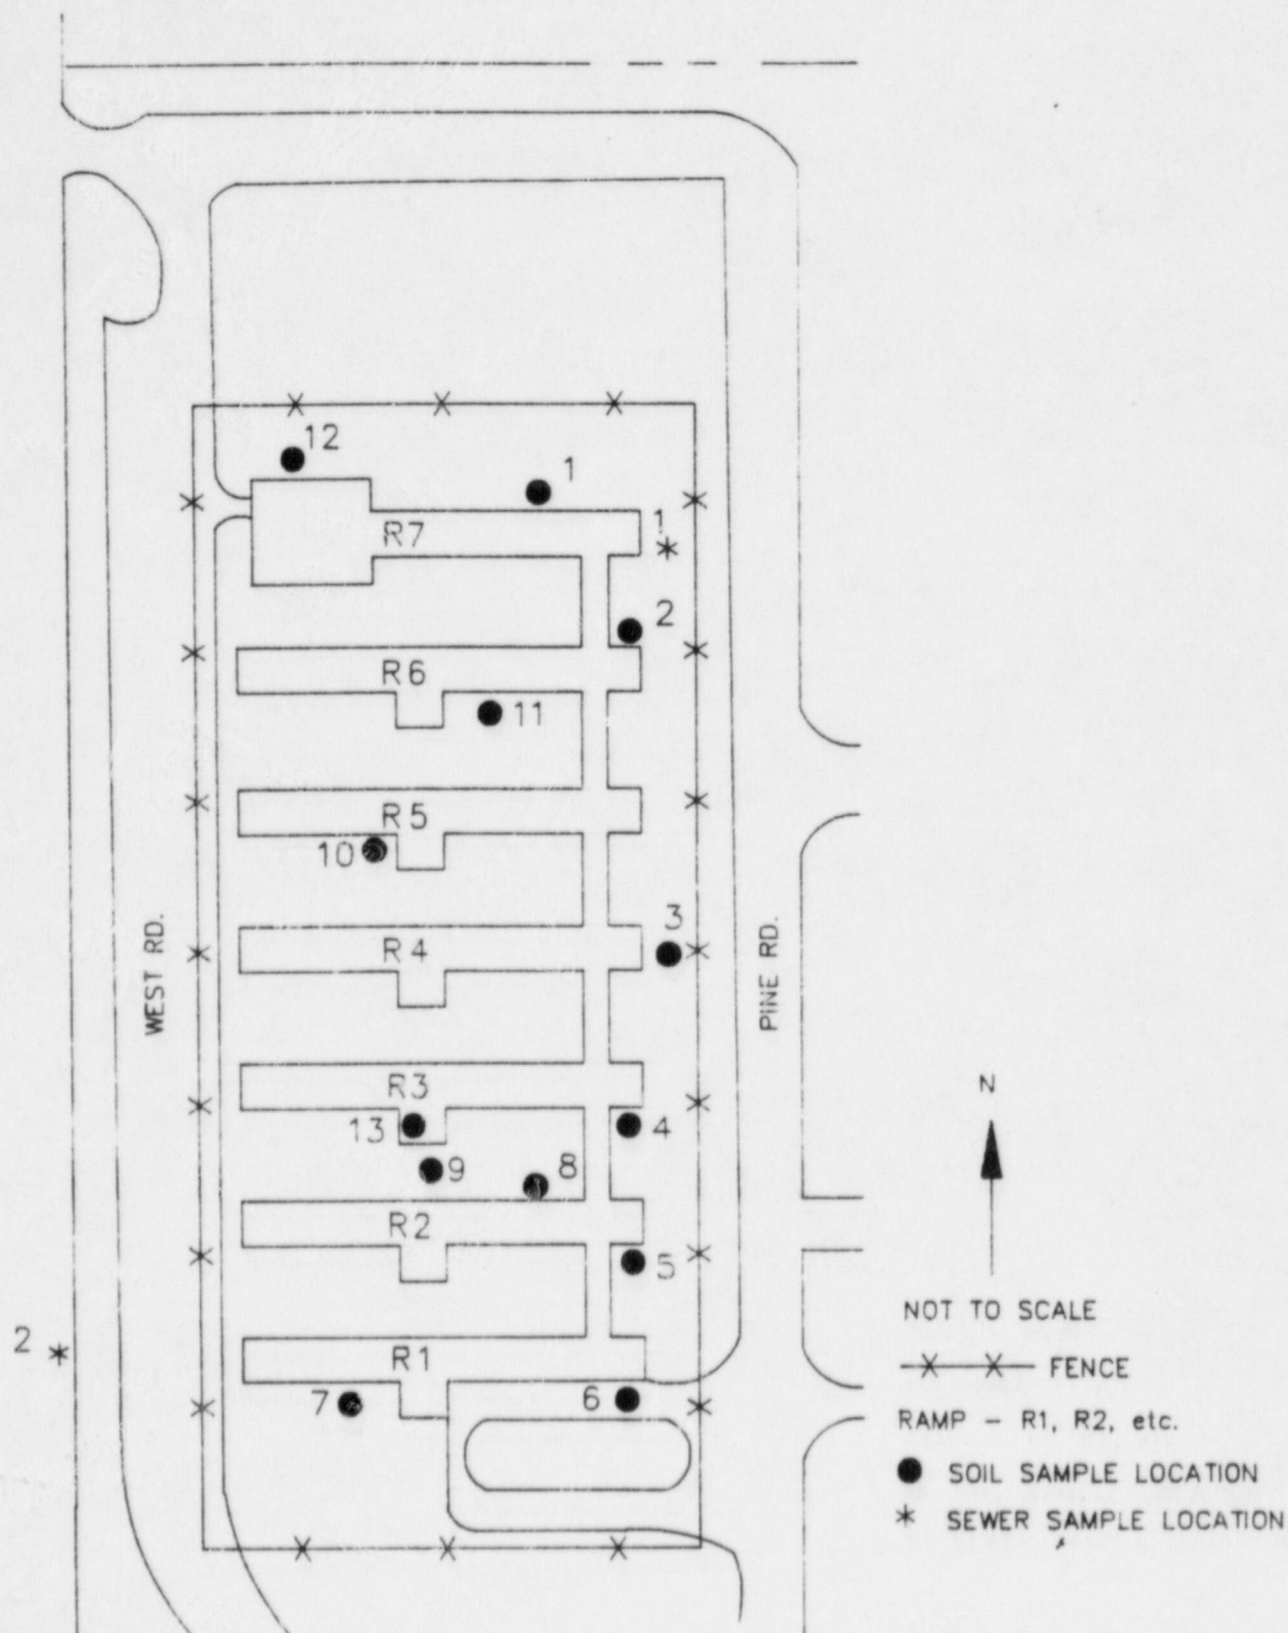 12
1
R7
1
2
R6
11
R5
10
3
R4
WEST RD.
PINE RD.
R3
13
4
9
8
R2
5
2
R1
7
6
N
NOT TO SCALE
FENCE
RAMP – R1, R2, etc.
SOIL SAMPLE LOCATION
SEWER SAMPLE LOCATION